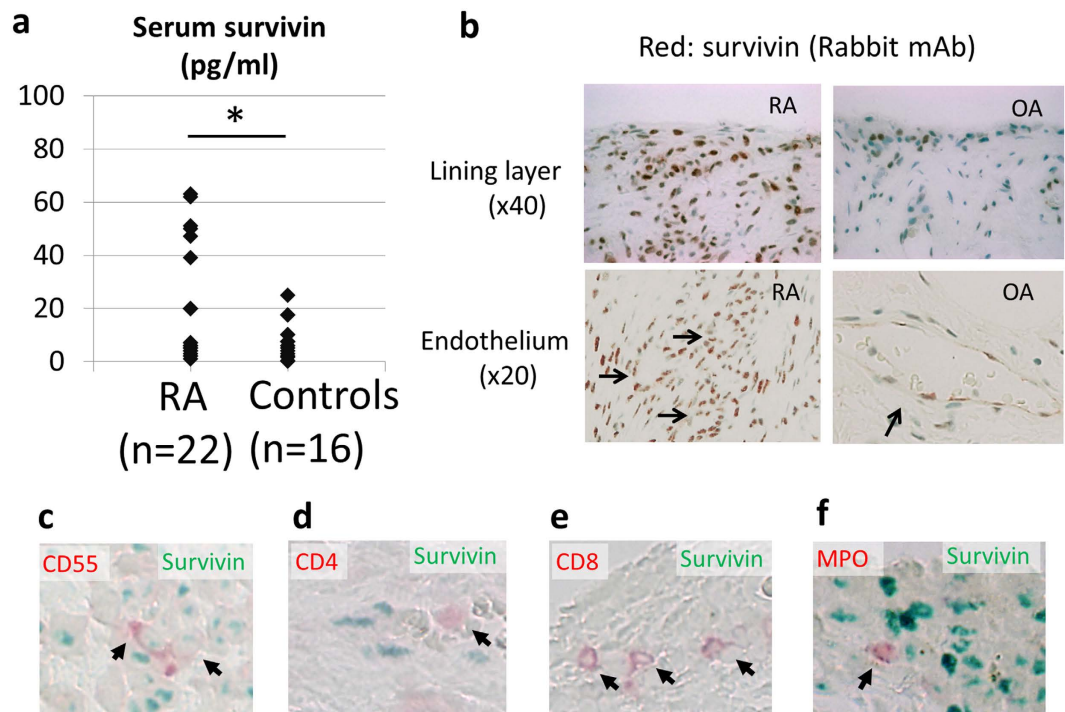 a
Serum survivin
(pg/ml)
100
80
60
40
20
0
*
RA
(n=22)
Controls
(n=16)
b
Red: survivin (Rabbit mAb)
Lining layer
(x40)
RA
OA
Endothelium
(x20)
RA
OA
c
CD55
Survivin
d
CD4
Survivin
e
CD8
Survivin
f
MPO
Survivin